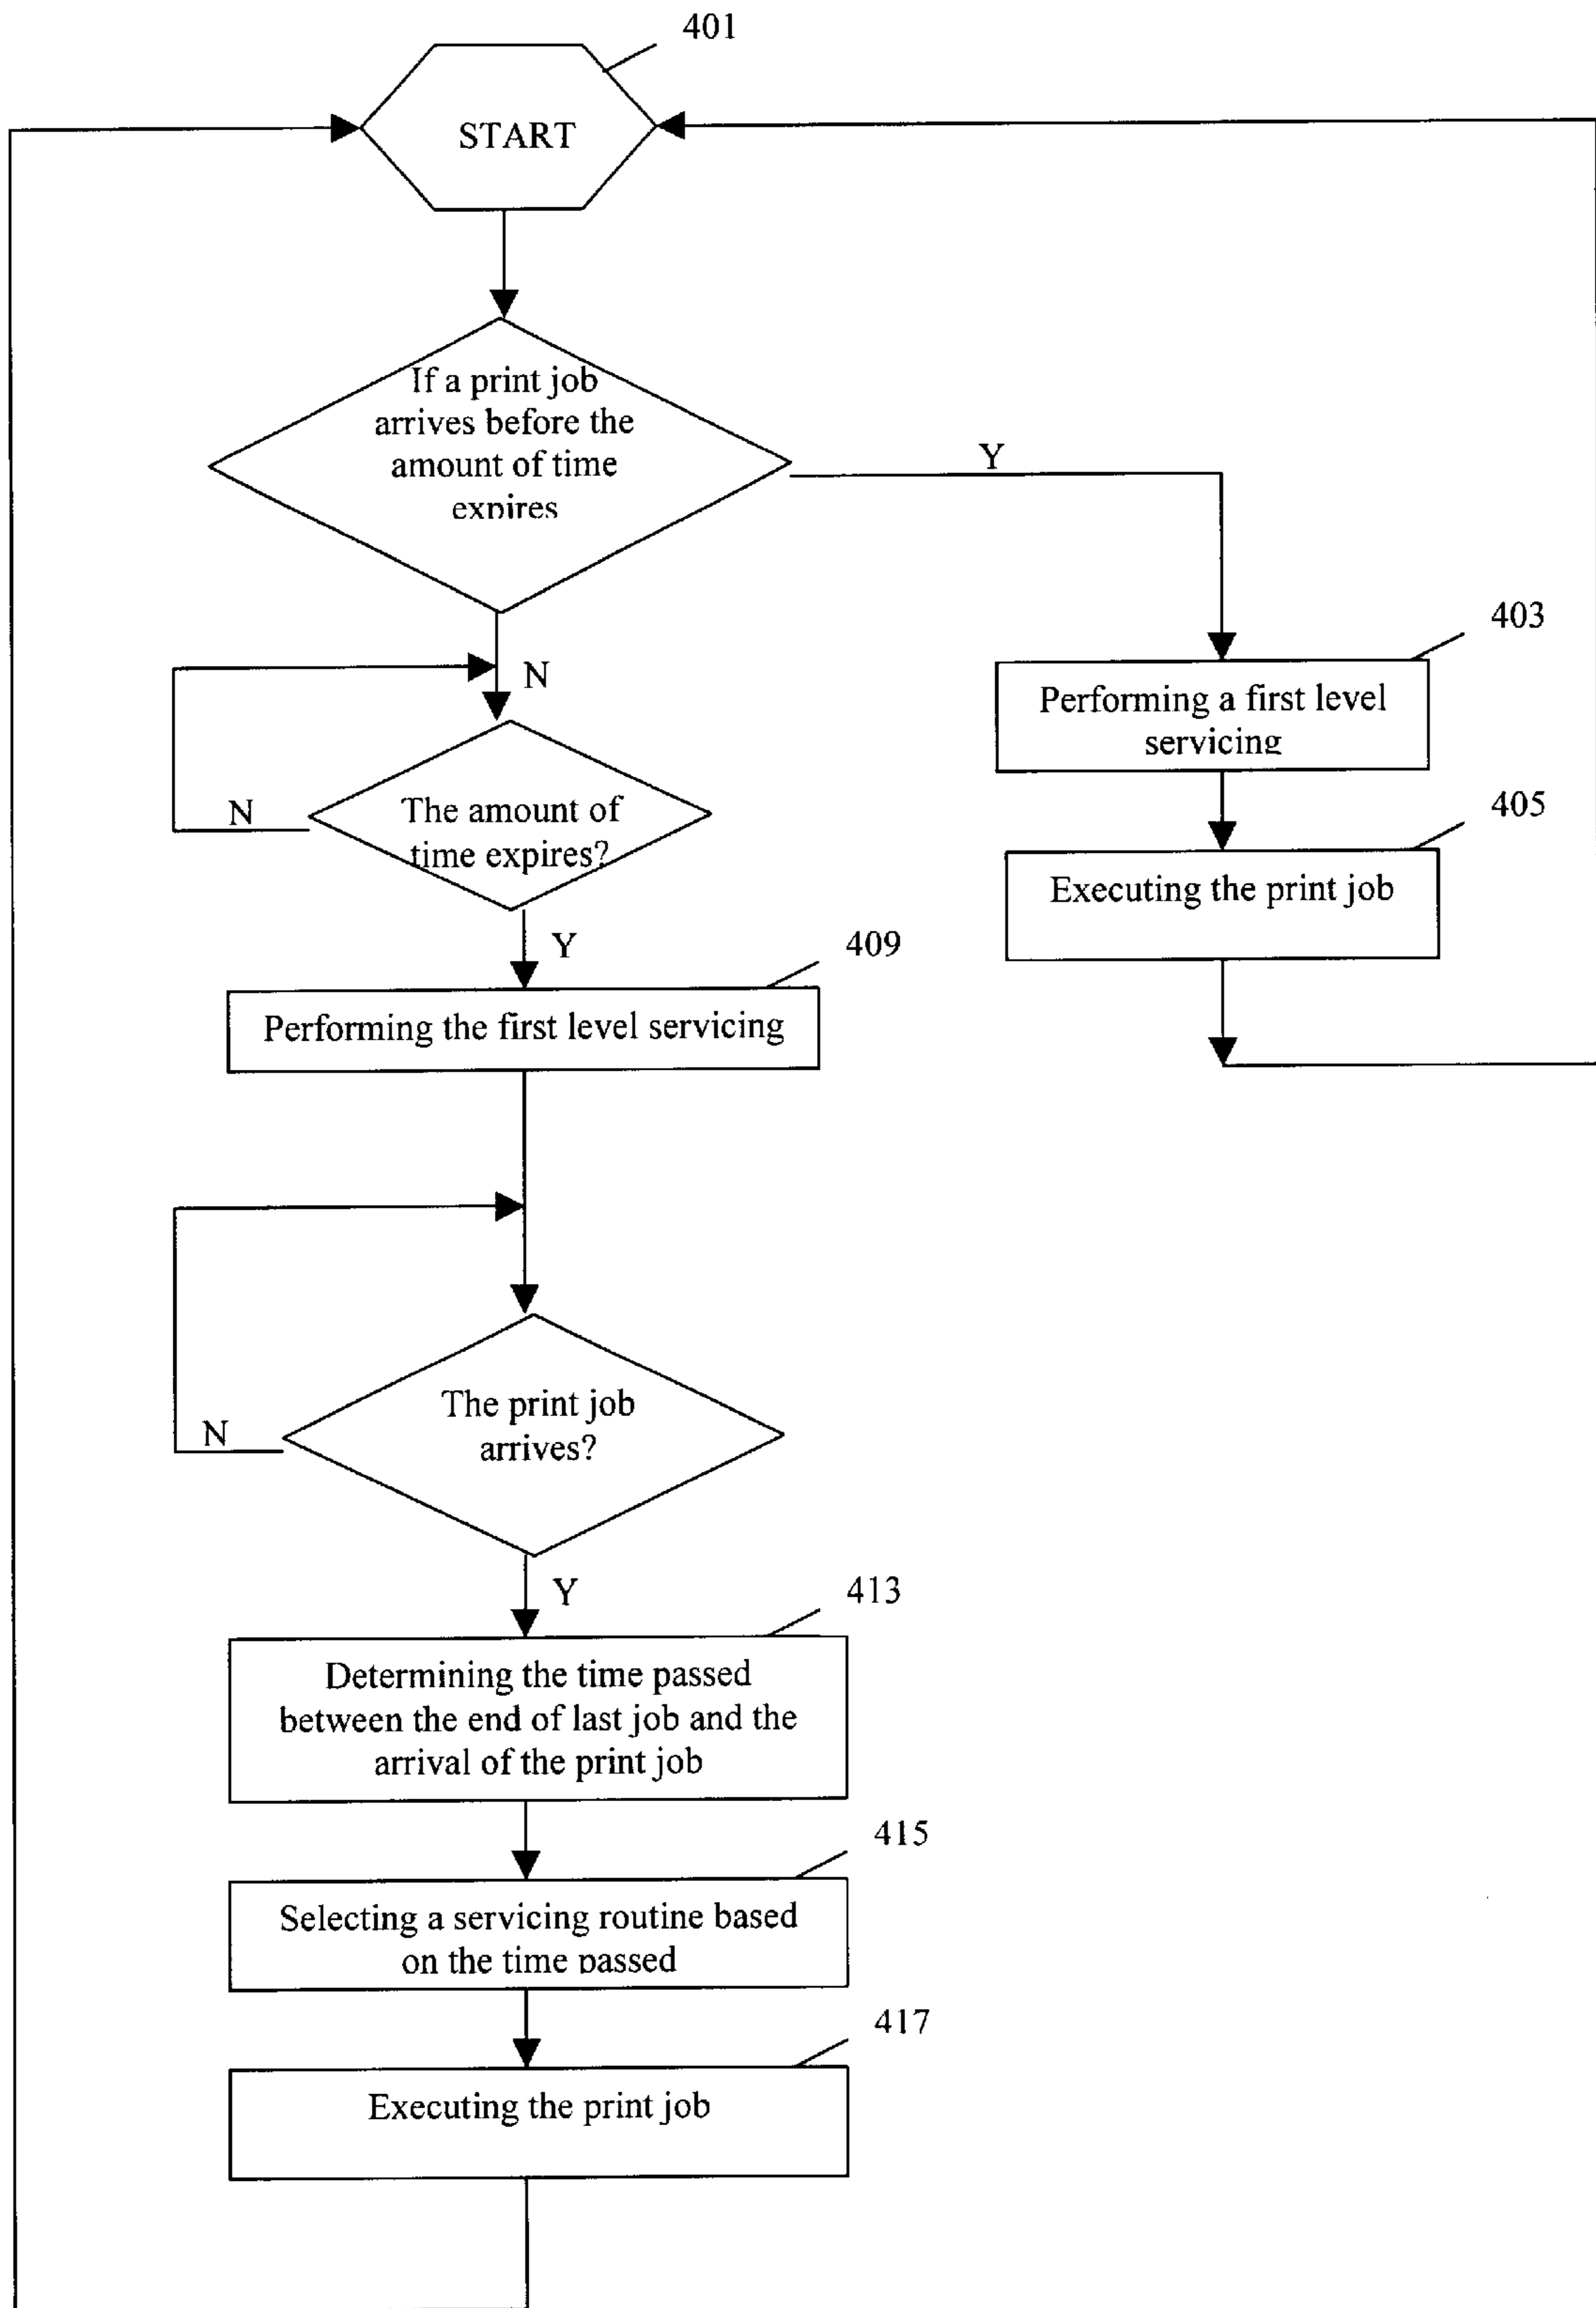 401
START
If a print job
arrives before the
amount of time
expires
Y
N
403
Performing a first level
servicing
N
The amount of
time expires?
405
Executing the print job
Y
409
Performing the first level servicing
N
The print job
arrives?
Y
413
Determining the time passed
between the end of last job and the
arrival of the print job
415
Selecting a servicing routine based
on the time passed
417
Executing the print job